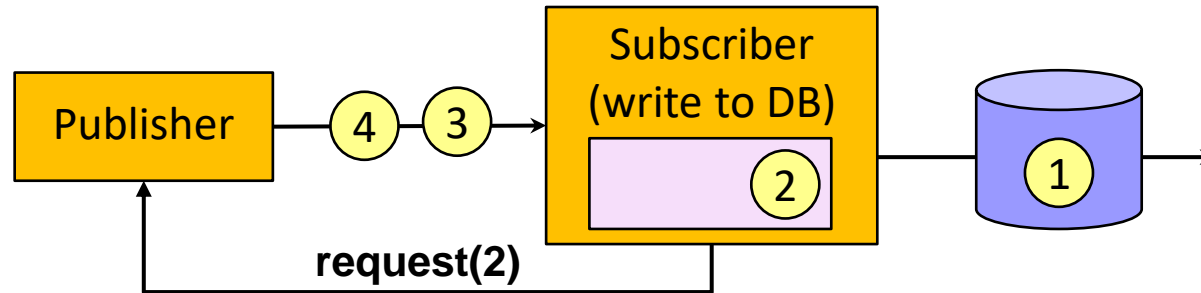 Subscriber
(write to DB)
Publisher
4
3
2
1
request(2)